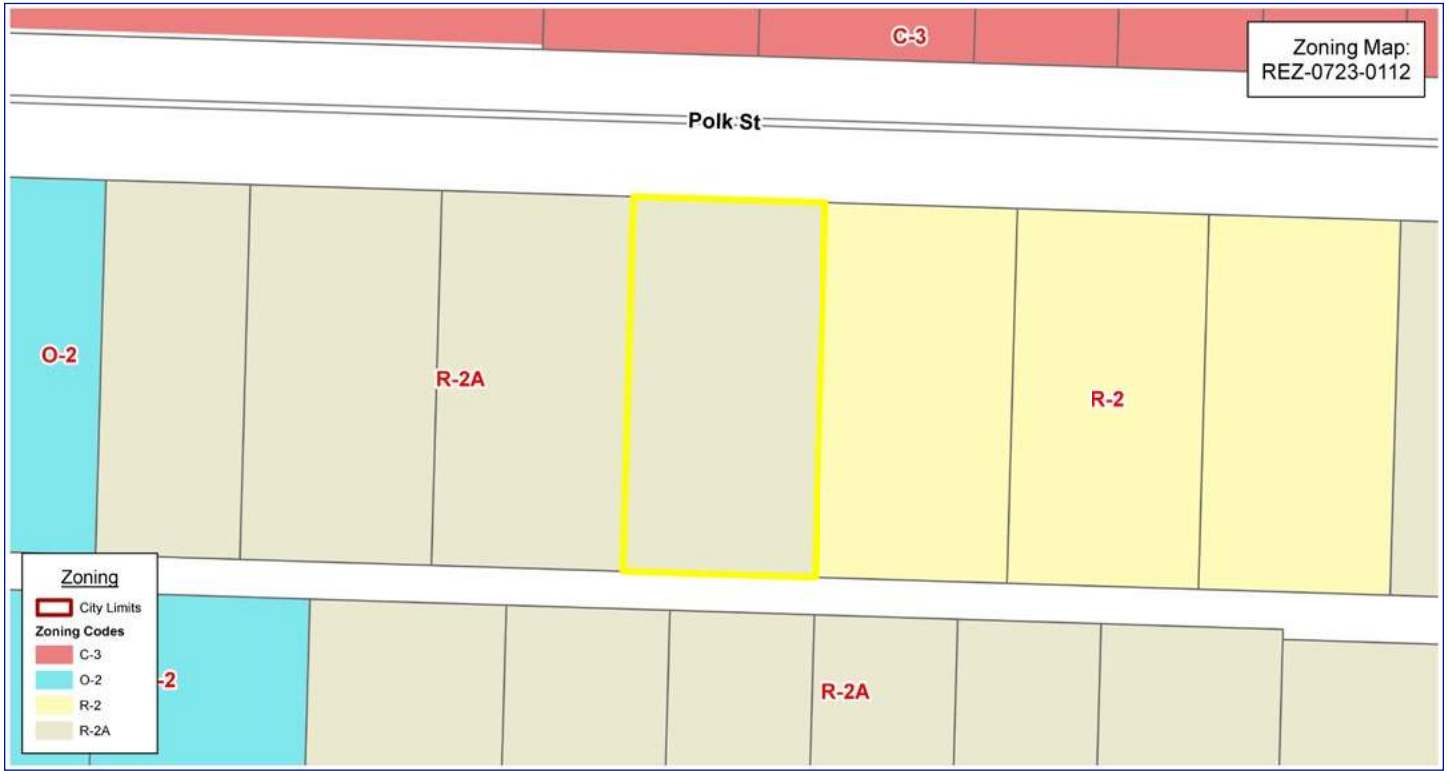 C-3
Zoning Map:
REZ-0723-0112
Polk St
O-2
R-2A
R-2
Zoning
City Limits
Zoning Codes
C-3
O-2
R-2
R-2A
-2
R-2A